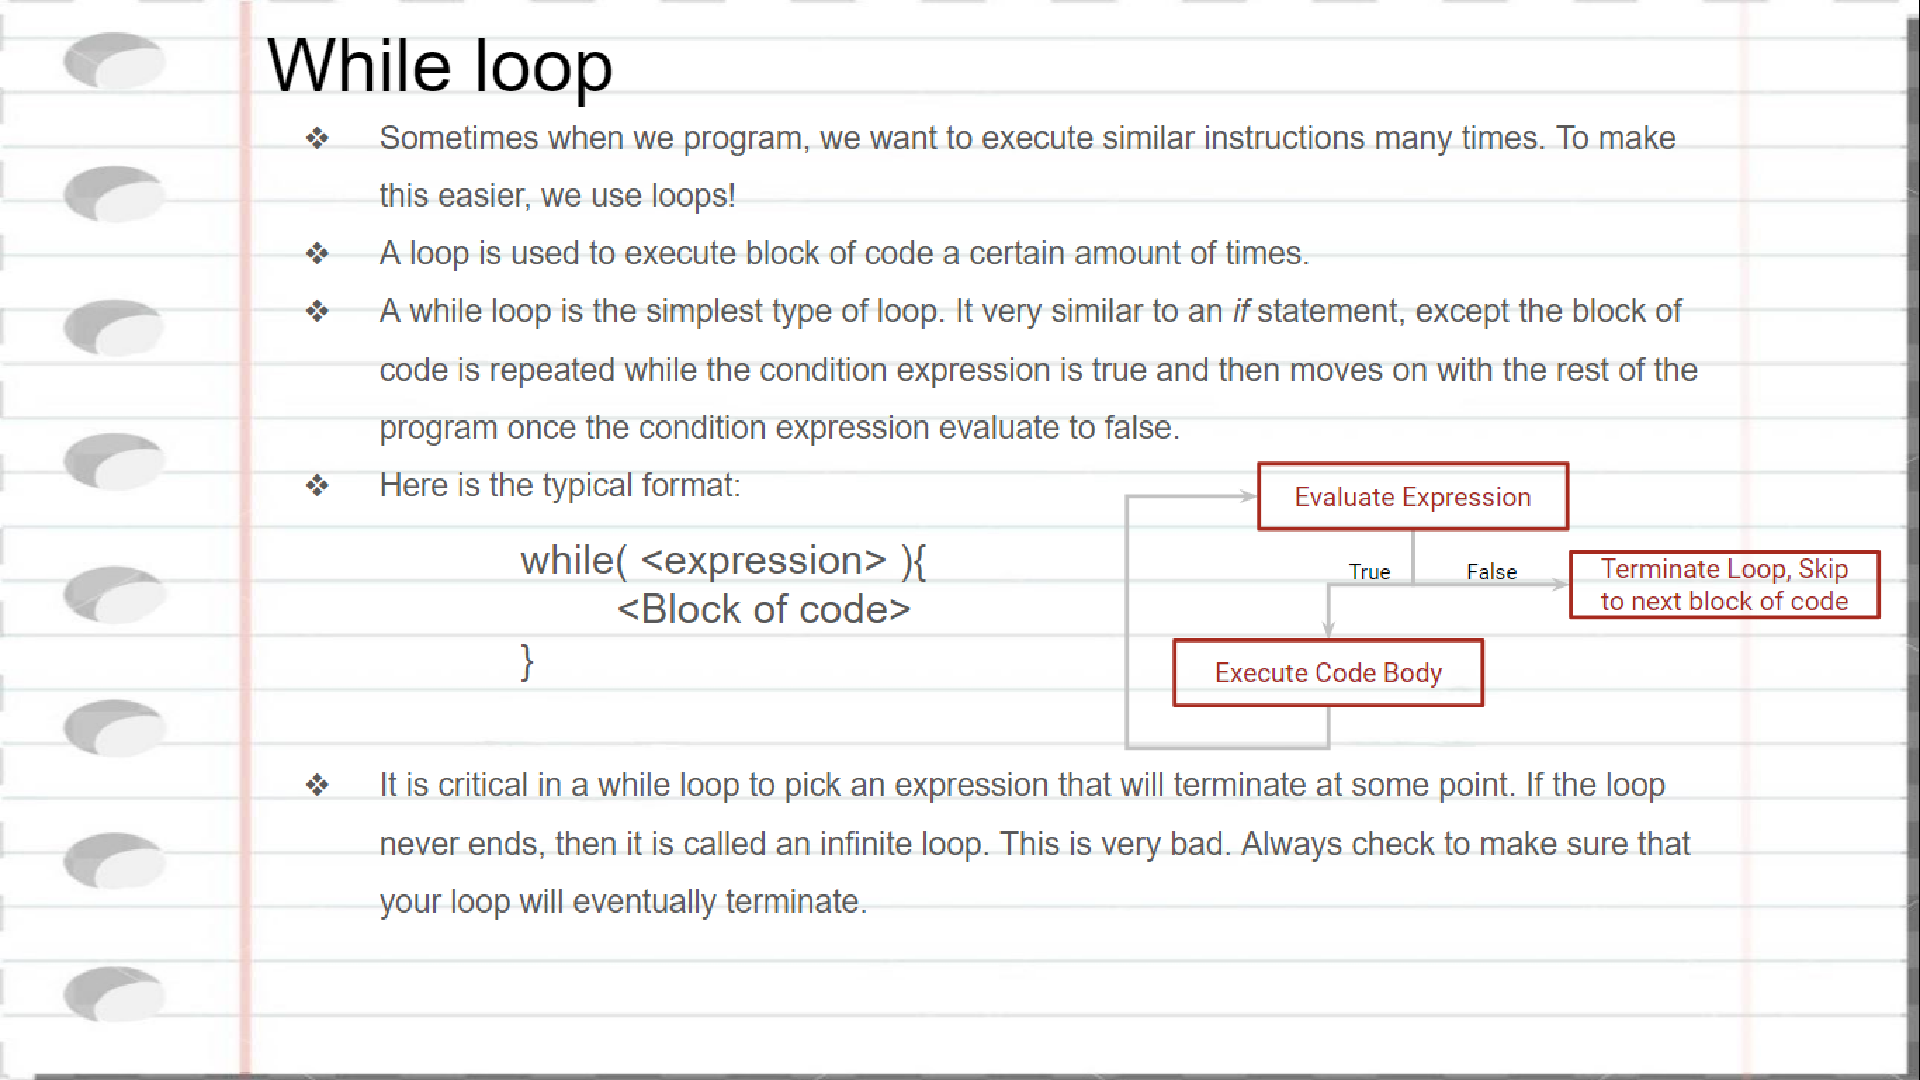 While loop
❖ Sometimes when we program, we want to execute similar instructions many times. To make
this easier, we use loops!
❖ A loop is used to execute block of code a certain amount of times.
❖ A while loop is the simplest type of loop. It very similar to an if statement, except the block of
code is repeated while the condition expression is true and then moves on with the rest of the
program once the condition expression evaluate to false.
❖ Here is the typical format:
while( <expression> ){
<Block of code>
}
Evaluate Expression
True
False
Terminate Loop, Skip
to next block of code
Execute Code Body
❖ It is critical in a while loop to pick an expression that will terminate at some point. If the loop
never ends, then it is called an infinite loop. This is very bad. Always check to make sure that
your loop will eventually terminate.